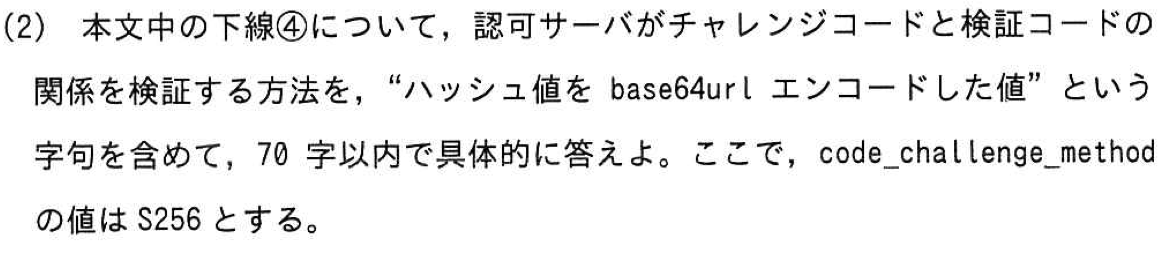 (2) 本文中の下線④について，認可サーバがチャレンジコードと検証コードの
関係を検証する方法を，“ハッシュ値を base64url エンコードした値”という
字句を含めて，70 字以内で具体的に答えよ。ここで，code_challenge_method
の値は S256 とする。